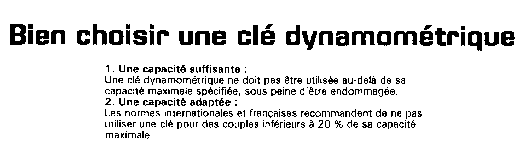 Bien choisir une clé dynamométrique
1. Une capacité suffisante :
Une clé dynamométrique ne doit pas être utilisée au-delà de sa
capacité maximale spécifiée, sous peine d'être endommagée.
2. Une capacité adaptée :
Les normes internationales et françaises recommandent de ne pas
utiliser une clé pour des couples inférieurs à 20 % de sa capacité
maximale